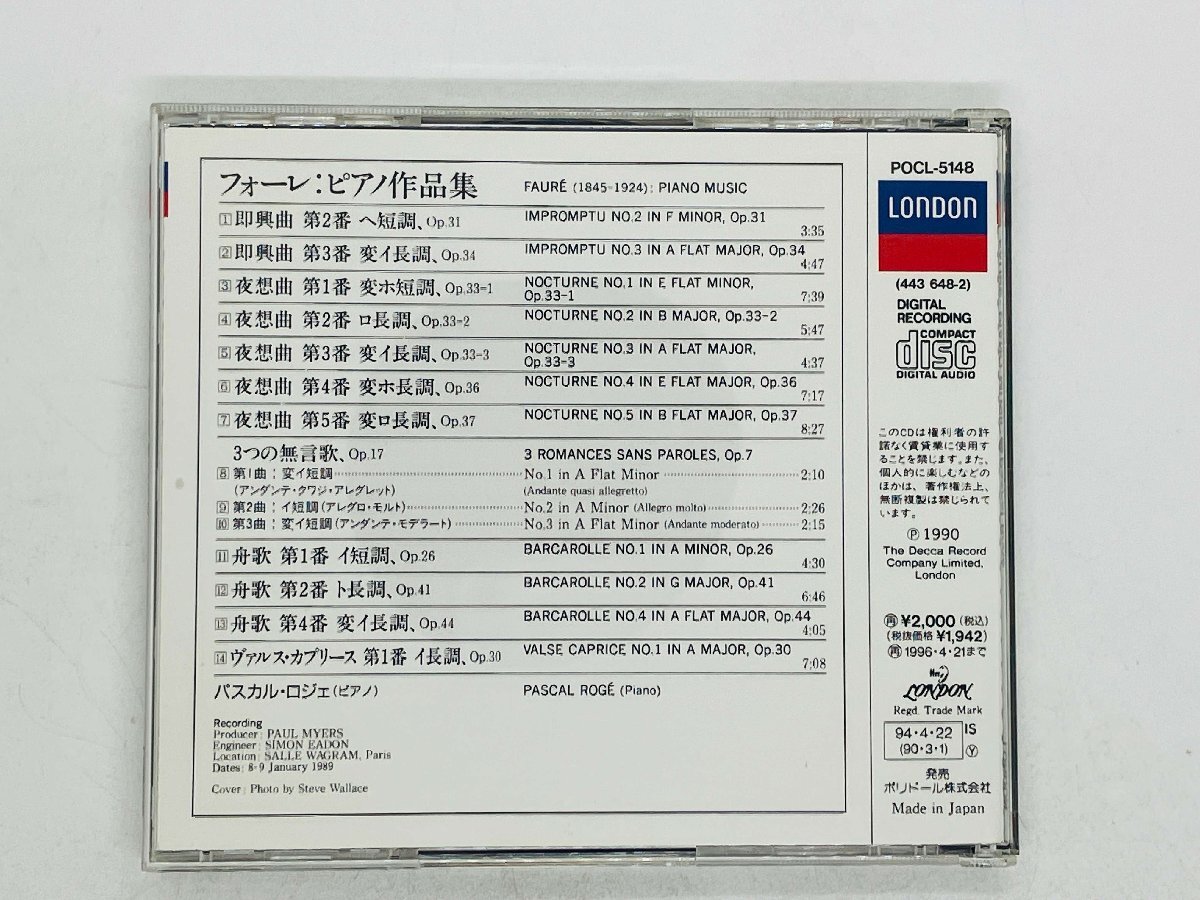 フォーレ：ピアノ作品集 FAURÉ (1845-1924) : PIANO MUSIC
1 即興曲 第2番 ヘ短調、Op.31 IMPROMPTU NO.2 IN F MINOR, Op.31
3:35
2 即興曲 第3番 変イ長調、Op.34 IMPROMPTU NO.3 IN A FLAT MAJOR, Op.34
4:47
3 夜想曲 第1番 変ホ短調、Op.33-1 NOCTURNE NO.1 IN E FLAT MINOR,
Op.33-1 7:39
4 夜想曲 第2番 ロ長調、Op.33-2 NOCTURNE NO.2 IN B MAJOR, Op.33-2
5:47
5 夜想曲 第3番 変イ長調、Op.33-3 NOCTURNE NO.3 IN A FLAT MAJOR,
Op.33-3 4:37
6 夜想曲 第4番 変ホ長調、Op.36 NOCTURNE NO.4 IN E FLAT MAJOR, Op.36
7:17
7 夜想曲 第5番 変ロ長調、Op.37 NOCTURNE NO.5 IN B FLAT MAJOR, Op.37
8:27
3つの無言歌、Op.17 3 ROMANCES SANS PAROLES, Op.7
8 第1曲：変イ短調 No.1 in A Flat Minor 2:10
(アンダンテ・クワジ・アレグレット) (Andante quasi allegretto)
9 第2曲：イ短調(アレグロ・モルト) No.2 in A Minor (Allegro molto) 2:26
10 第3曲：変イ短調(アンダンテ・モデラート) No.3 in A Flat Minor (Andante moderato) 2:15
11 舟歌 第1番 イ短調、Op.26 BARCAROLLE NO.1 IN A MINOR, Op.26
4:30
12 舟歌 第2番 ト長調、Op.41 BARCAROLLE NO.2 IN G MAJOR, Op.41
6:46
13 舟歌 第4番 変イ長調、Op.44 BARCAROLLE NO.4 IN A FLAT MAJOR, Op.44
4:05
14 ヴァルス・カプリース 第1番 イ長調、Op.30 VALSE CAPRICE NO.1 IN A MAJOR, Op.30
7:08
パスカル・ロジェ(ピアノ) PASCAL ROGÉ (Piano)
Recording
Producer: PAUL MYERS
Engineer: SIMON EADON
Location: SALLE WAGRAM, Paris
Dates: 8-9 January 1989
Cover: Photo by Steve Wallace
POCL-5148
LONDON
(443 648-2)
DIGITAL
RECORDING
COMPACT
disc
DIGITAL AUDIO
このCDは権利者の許
諾なく賃貸業に使用す
ることを禁じます。また、
個人的に楽しむなどの
ほかは、著作権法上、
無断複製は禁じられて
います。
Ⓟ 1990
The Decca Record
Company Limited,
London
㊢ ¥2,000 (税込)
(税抜価格 ¥1,942)
㊢ 1996・4・21まで
LONDON
Regd. Trade Mark
94・4・22 IS
(90・3・1) Ⓨ
発売
ポリドール株式会社
Made in Japan